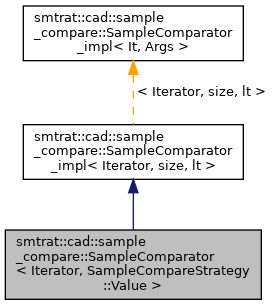 smtrat::cad::sample
_compare::SampleComparator
_impl< It, Args >
< Iterator, size, lt >
smtrat::cad::sample
_compare::SampleComparator
_impl< Iterator, size, lt >
smtrat::cad::sample
_compare::SampleComparator
< Iterator, SampleCompareStrategy
::Value >